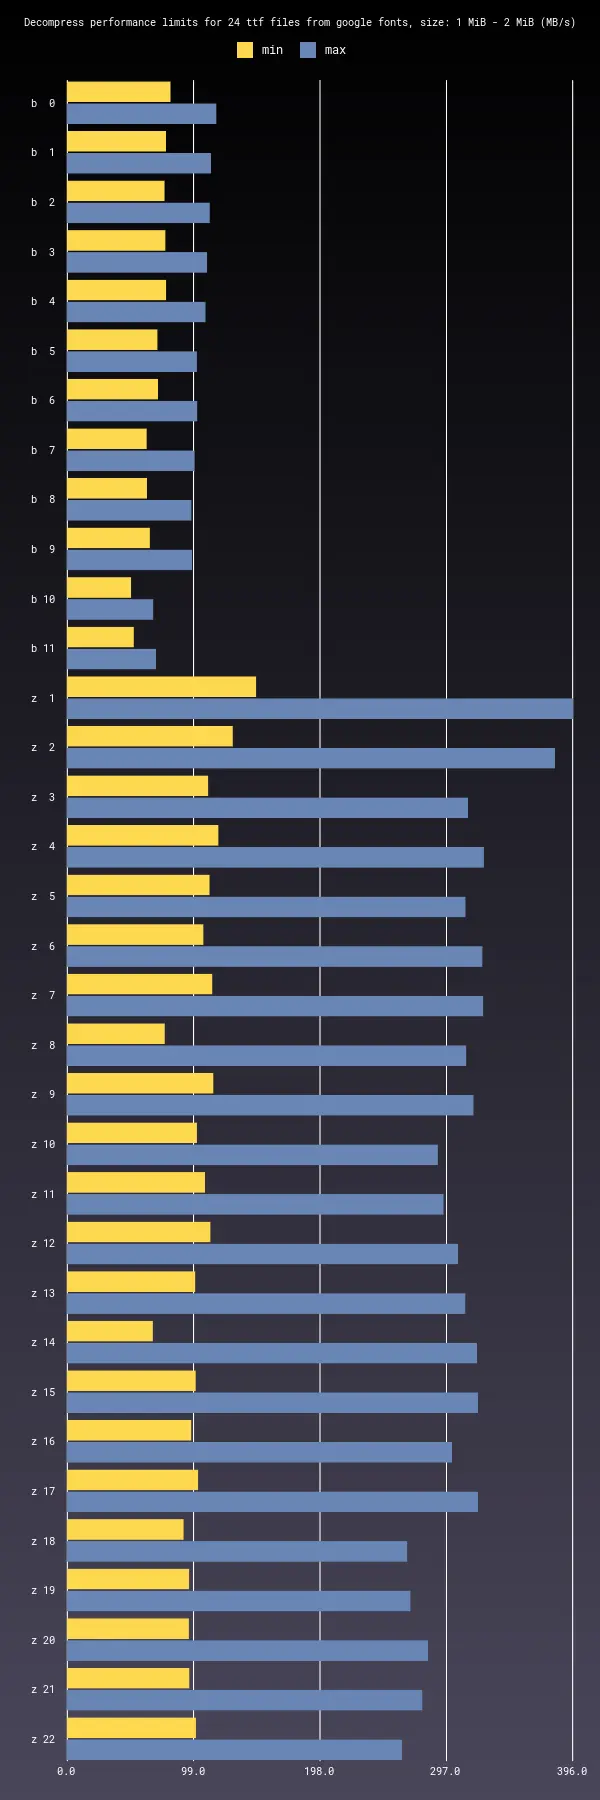 Decompress performance limits for 24 ttf files from google fonts, size: 1 MiB - 2 MiB (MB/s)
min max
b 0
b 1
b 2
b 3
b 4
b 5
b 6
b 7
b 8
b 9
b 10
b 11
z 1
z 2
z 3
z 4
z 5
z 6
z 7
z 8
z 9
z 10
z 11
z 12
z 13
z 14
z 15
z 16
z 17
z 18
z 19
z 20
z 21
z 22
0.0 99.0 198.0 297.0 396.0